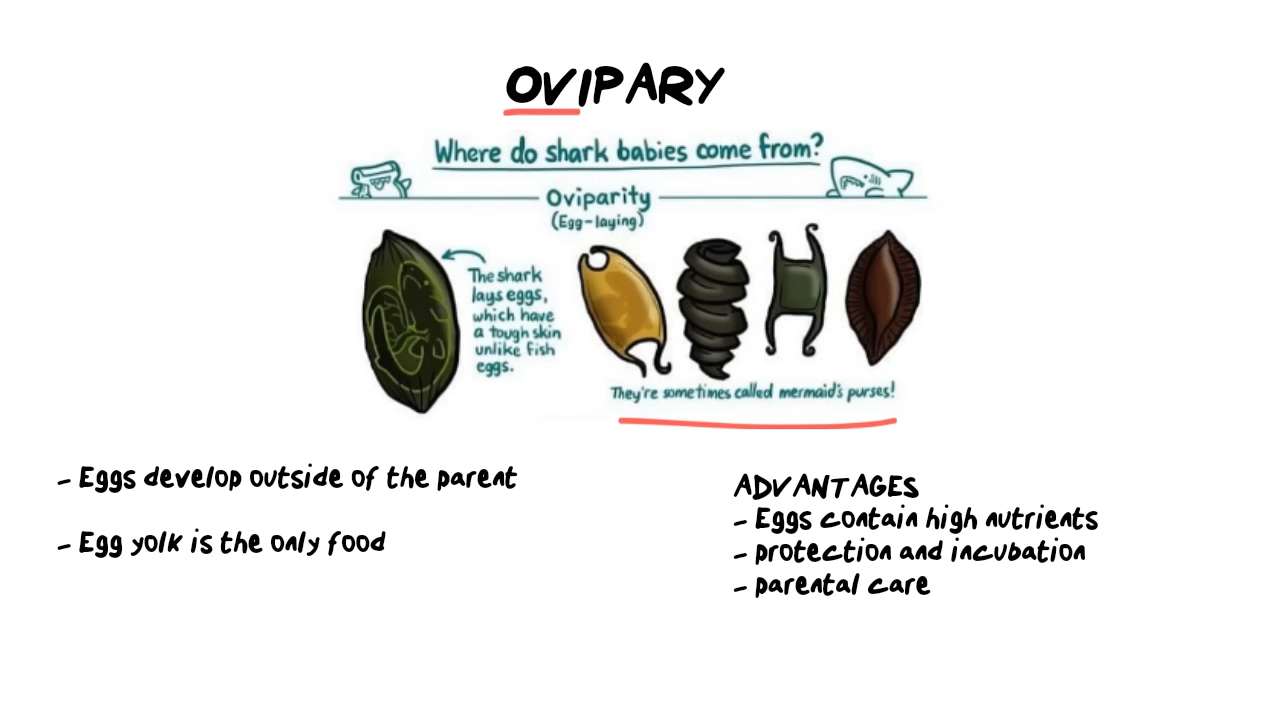 OVIPARY
Where do shark babies come from?
Oviparity
(Egg-laying)
The shark
lays eggs,
which have
a tough skin
unlike fish
eggs.
They're sometimes called mermaid's purses!
- Eggs develop outside of the parent
- Egg yolk is the only food
ADVANTAGES
- Eggs contain high nutrients
- protection and incubation
- parental care